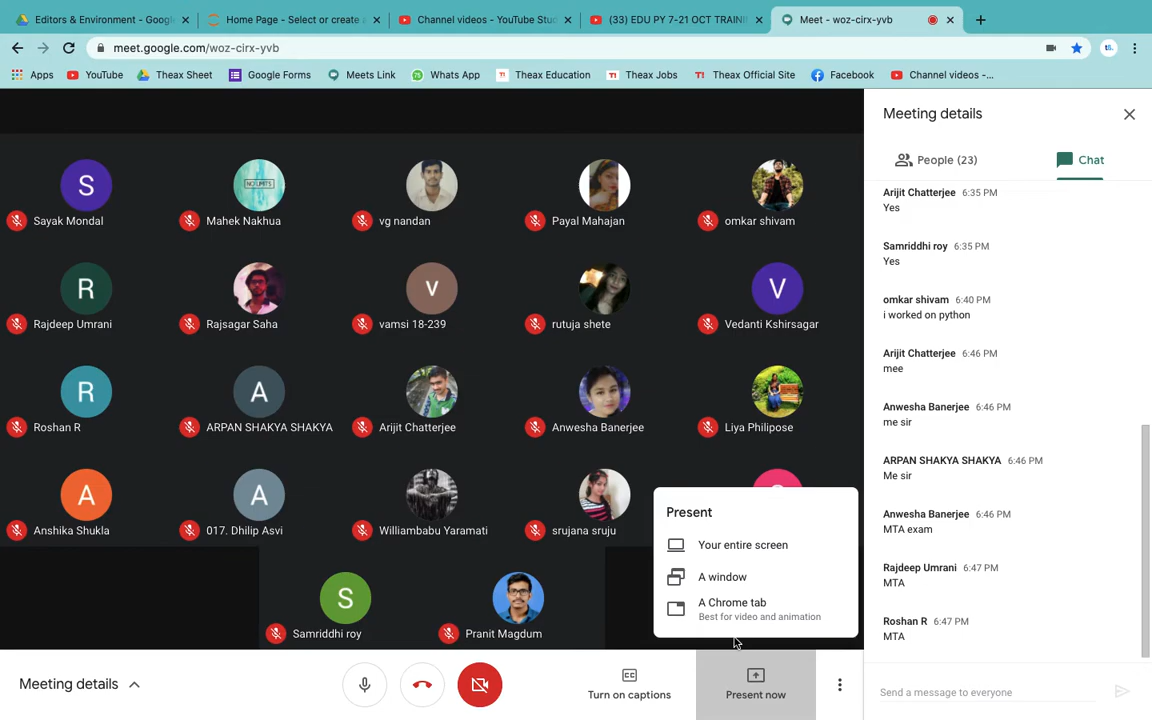 Editors & Environment - Google
Home Page - Select or create a
Channel videos - YouTube Stud
(33) EDU PY 7-21 OCT TRAINI
Meet - woz-cirx-yvb
meet.google.com/woz-cirx-yvb
Apps
YouTube
Theax Sheet
Google Forms
Meets Link
Whats App
Theax Education
Theax Jobs
Theax Official Site
Facebook
Channel videos -...
S
NO LIMITS
Sayak Mondal
Mahek Nakhua
vg nandan
Payal Mahajan
omkar shivam
R
v
V
Rajdeep Umrani
Rajsagar Saha
vamsi 18-239
rutuja shete
Vedanti Kshirsagar
R
A
Roshan R
ARPAN SHAKYA SHAKYA
Arijit Chatterjee
Anwesha Banerjee
Liya Philipose
A
A
Anshika Shukla
017. Dhilip Asvi
Williambabu Yaramati
srujana sruju
S
Samriddhi roy
Pranit Magdum
Present
Your entire screen
A window
A Chrome tab
Best for video and animation
Meeting details
Turn on captions
Present now
Meeting details
People (23)
Chat
Arijit Chatterjee 6:35 PM
Yes
Samriddhi roy 6:35 PM
Yes
omkar shivam 6:40 PM
i worked on python
Arijit Chatterjee 6:46 PM
mee
Anwesha Banerjee 6:46 PM
me sir
ARPAN SHAKYA SHAKYA 6:46 PM
Me sir
Anwesha Banerjee 6:46 PM
MTA exam
Rajdeep Umrani 6:47 PM
MTA
Roshan R 6:47 PM
MTA
Send a message to everyone